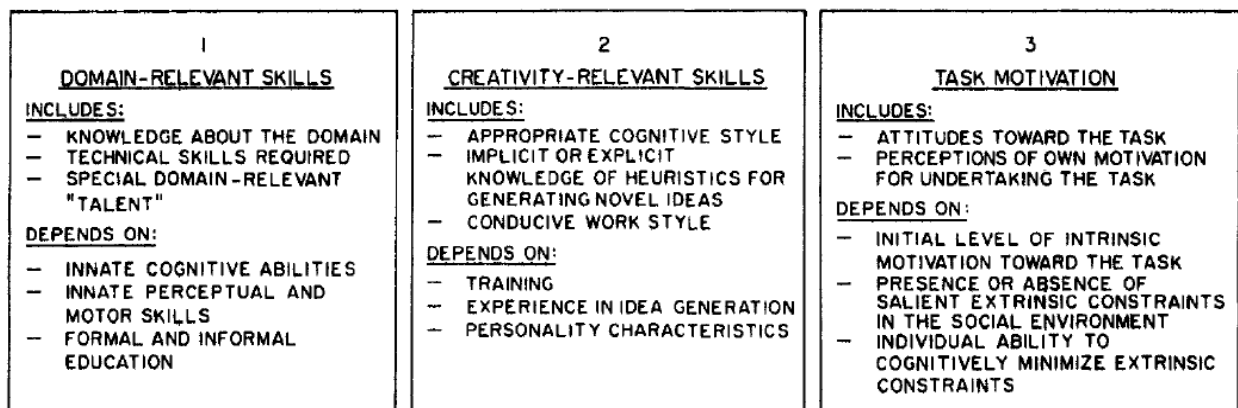 1
DOMAIN-RELEVANT SKILLS
INCLUDES:
— KNOWLEDGE ABOUT THE DOMAIN
— TECHNICAL SKILLS REQUIRED
— SPECIAL DOMAIN-RELEVANT
"TALENT"
DEPENDS ON:
— INNATE COGNITIVE ABILITIES
— INNATE PERCEPTUAL AND
MOTOR SKILLS
— FORMAL AND INFORMAL
EDUCATION
2
CREATIVITY-RELEVANT SKILLS
INCLUDES:
— APPROPRIATE COGNITIVE STYLE
— IMPLICIT OR EXPLICIT
KNOWLEDGE OF HEURISTICS FOR
GENERATING NOVEL IDEAS
— CONDUCIVE WORK STYLE
DEPENDS ON:
— TRAINING
— EXPERIENCE IN IDEA GENERATION
— PERSONALITY CHARACTERISTICS
3
TASK MOTIVATION
INCLUDES:
— ATTITUDES TOWARD THE TASK
— PERCEPTIONS OF OWN MOTIVATION
FOR UNDERTAKING THE TASK
DEPENDS ON:
— INITIAL LEVEL OF INTRINSIC
MOTIVATION TOWARD THE TASK
— PRESENCE OR ABSENCE OF
SALIENT EXTRINSIC CONSTRAINTS
IN THE SOCIAL ENVIRONMENT
— INDIVIDUAL ABILITY TO
COGNITIVELY MINIMIZE EXTRINSIC
CONSTRAINTS